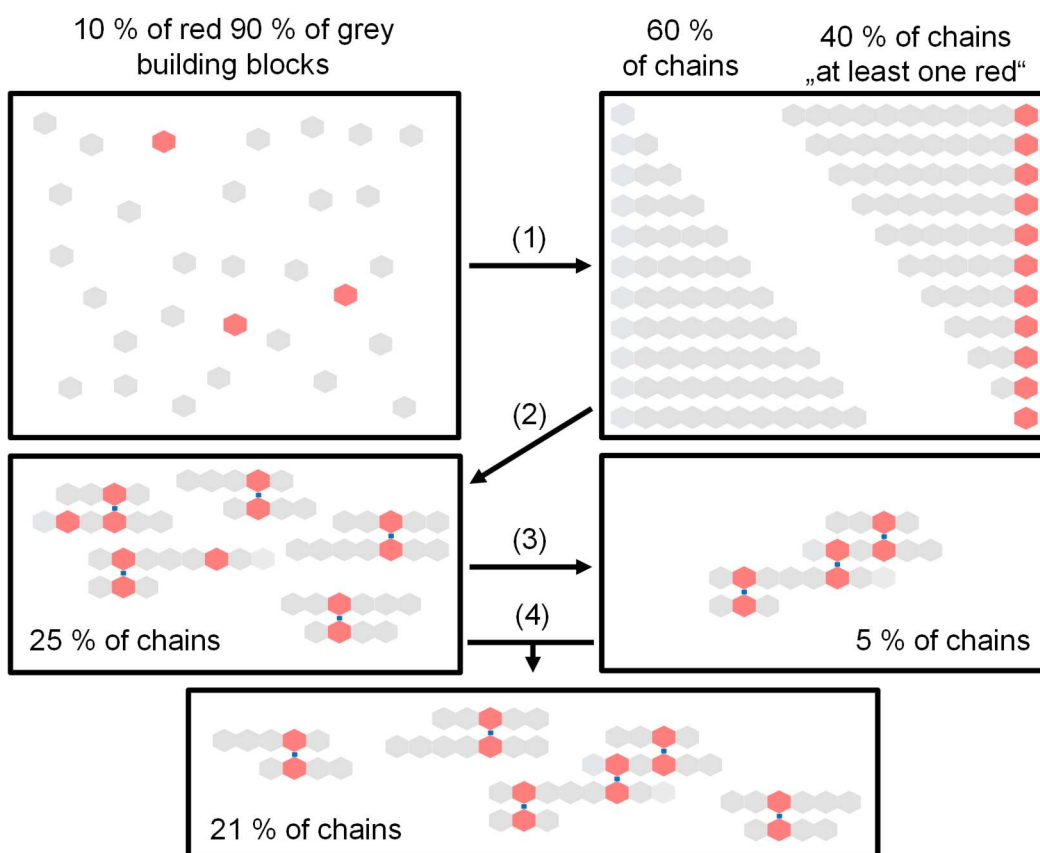 10 % of red 90 % of grey
building blocks
60 %
of chains
40 % of chains
„at least one red“
(1)
(2)
(3)
(4)
25 % of chains
5 % of chains
21 % of chains